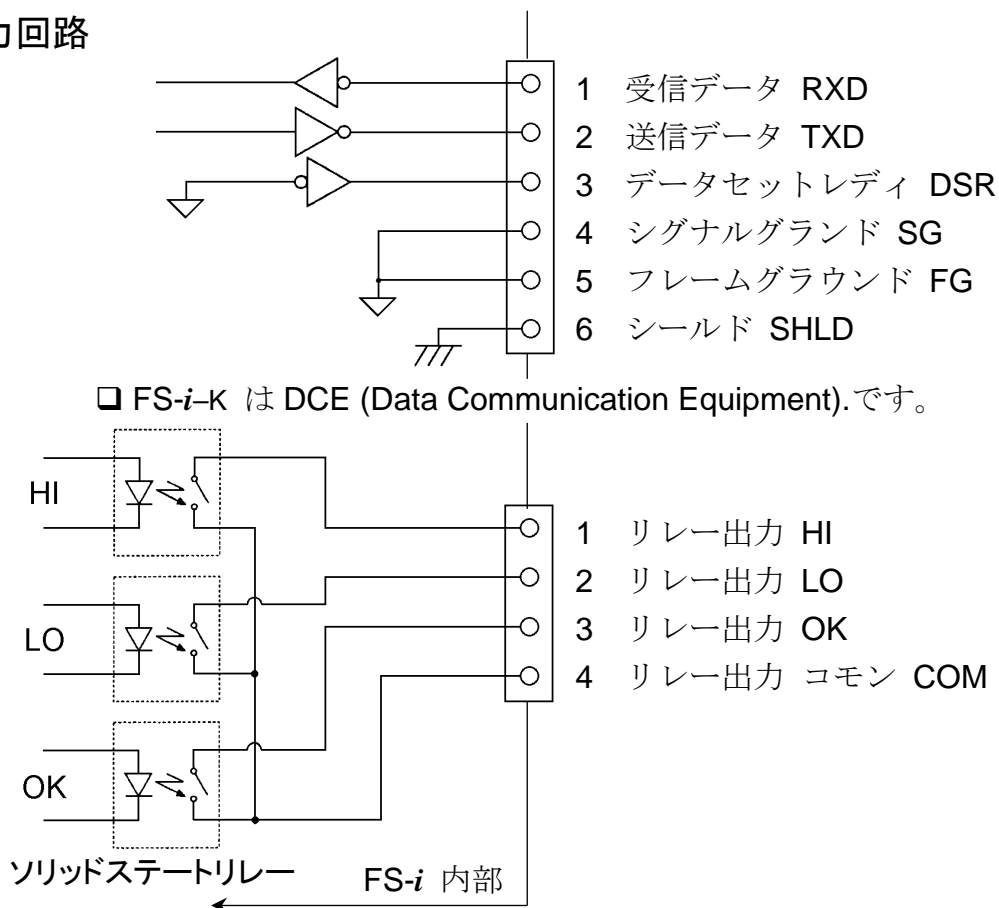 力回路
1 受信データ RXD
2 送信データ TXD
3 データセットレディ DSR
4 シグナルグランド SG
5 フレームグラウンド FG
6 シールド SHLD
❑ FS-i–K は DCE (Data Communication Equipment).です。
HI
LO
OK
1 リレー出力 HI
2 リレー出力 LO
3 リレー出力 OK
4 リレー出力 コモン COM
ソリッドステートリレー
FS-i 内部